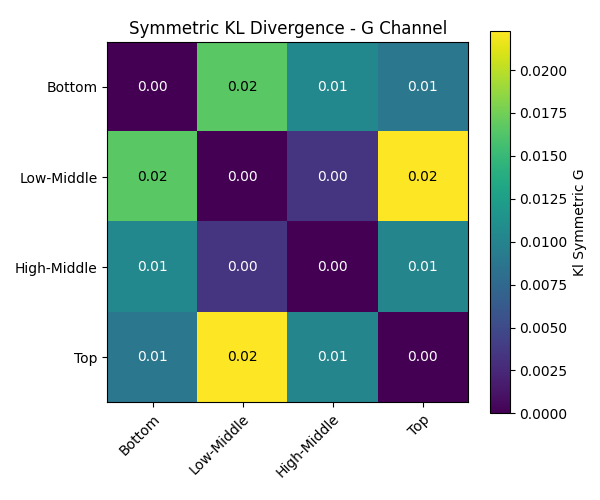 Symmetric KL Divergence - G Channel
Bottom 0.00 0.02 0.01 0.01
Low-Middle 0.02 0.00 0.00 0.02
High-Middle 0.01 0.00 0.00 0.01
Top 0.01 0.02 0.01 0.00
Bottom Low-Middle High-Middle Top
0.0200
0.0175
0.0150
0.0125
0.0100
0.0075
0.0050
0.0025
0.0000
Kl Symmetric G